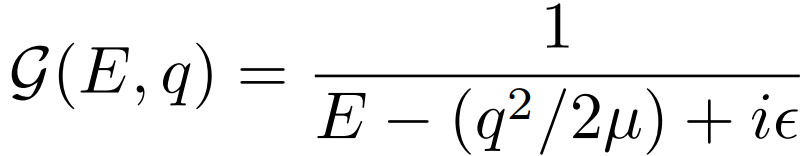 𝒢(E, q) = 1 / (E − (q²/2μ) + iϵ)